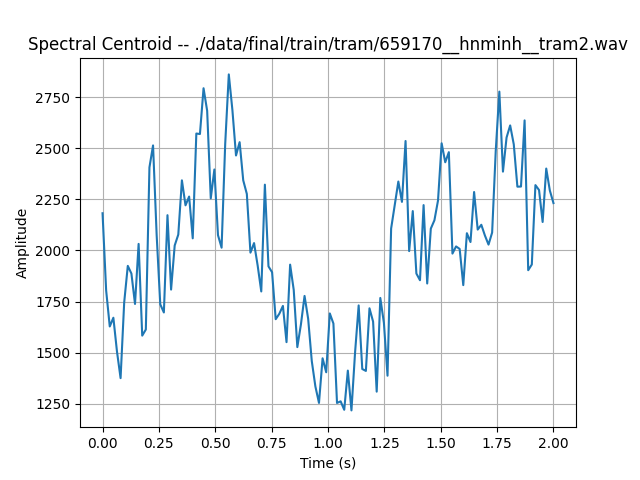 Spectral Centroid -- ./data/final/train/tram/659170__hnminh__tram2.wav
Amplitude
2750
2500
2250
2000
1750
1500
1250
0.00 0.25 0.50 0.75 1.00 1.25 1.50 1.75 2.00
Time (s)